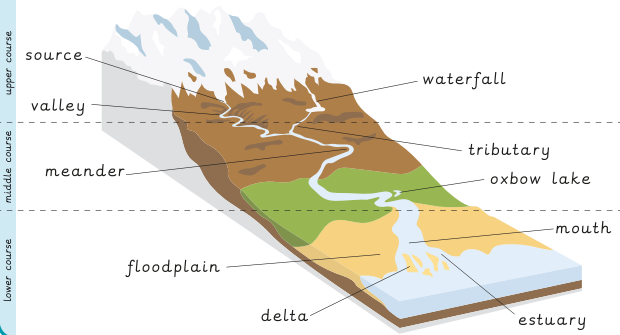 upper course
source
waterfall
valley
middle course
tributary
meander
oxbow lake
lower course
mouth
floodplain
delta
estuary